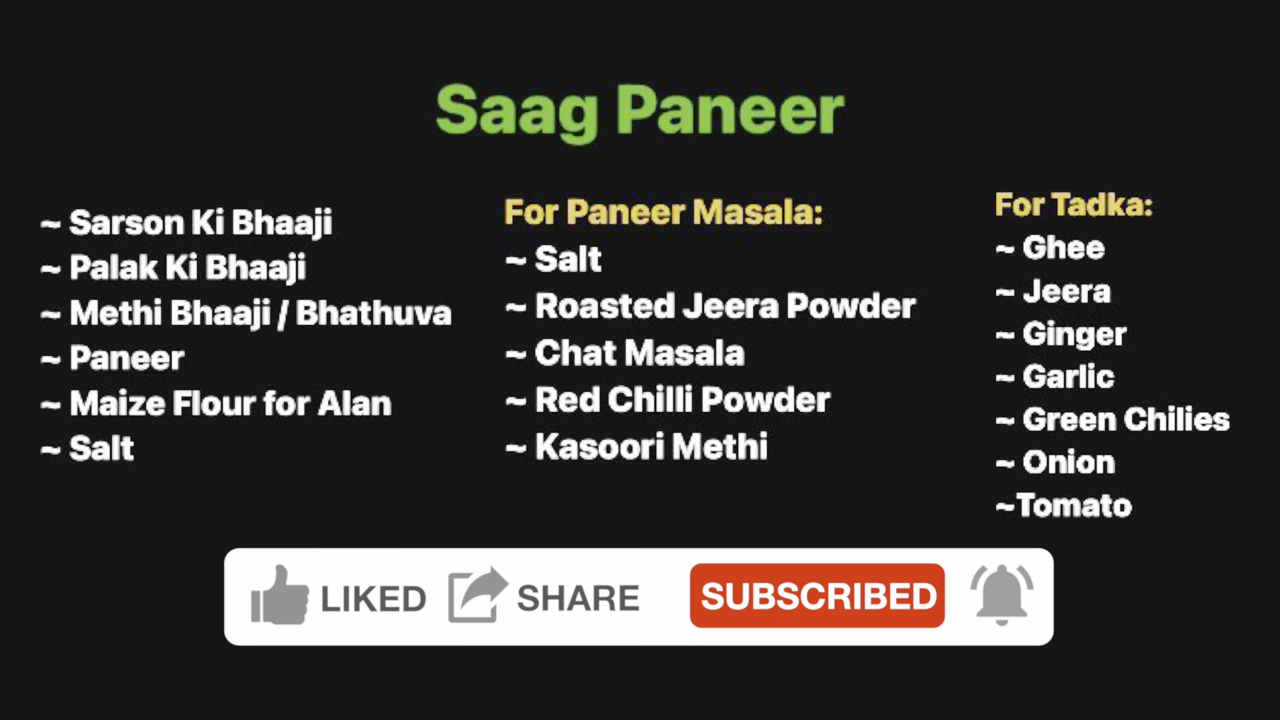 Saag Paneer
~ Sarson Ki Bhaaji
~ Palak Ki Bhaaji
~ Methi Bhaaji / Bhathuva
~ Paneer
~ Maize Flour for Alan
~ Salt
For Paneer Masala:
~ Salt
~ Roasted Jeera Powder
~ Chat Masala
~ Red Chilli Powder
~ Kasoori Methi
For Tadka:
~ Ghee
~ Jeera
~ Ginger
~ Garlic
~ Green Chilies
~ Onion
~Tomato
LIKED SHARE SUBSCRIBED